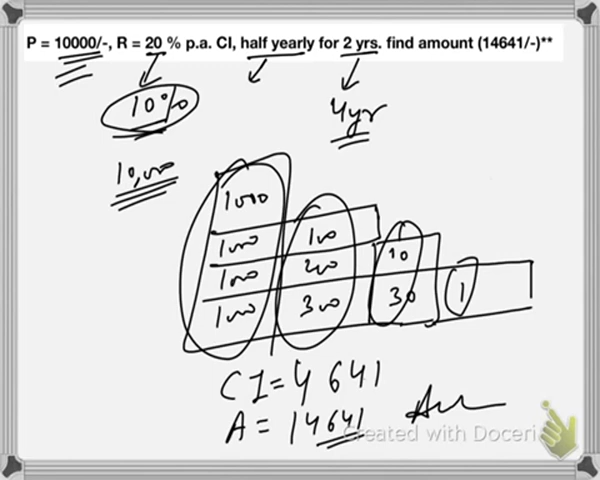 P = 10000/-, R = 20 % p.a. CI, half yearly for 2 yrs. find amount (14641/-)**
10%
4yr
10,000
1000
1000 100
1000 200 10
1000 300 30 1
CI = 4641
A = 14641 Ans
Created with Doceri